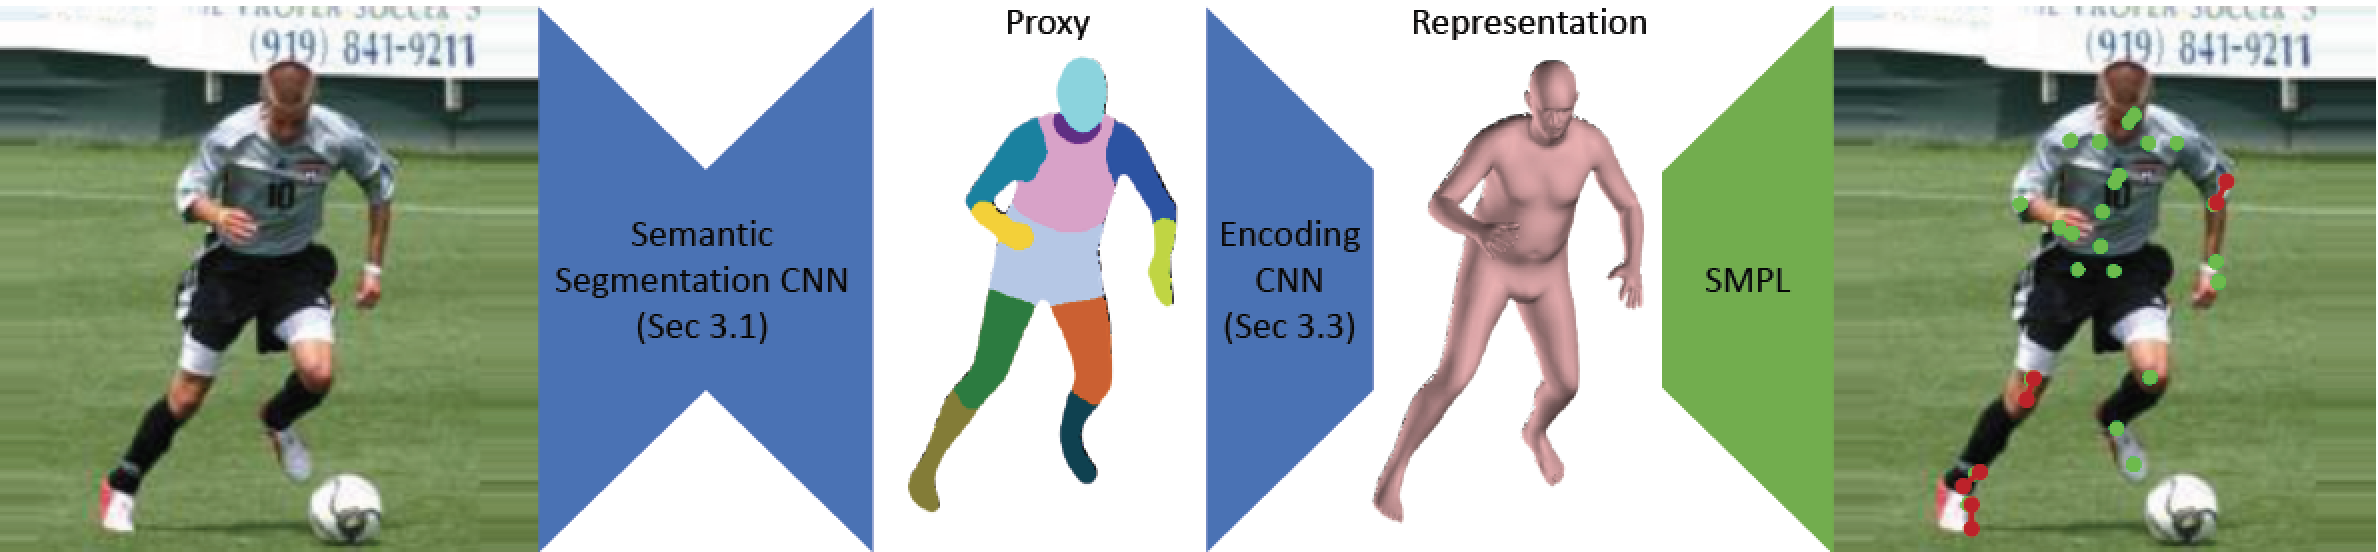 (919) 841-9211
10
Semantic
Segmentation CNN
(Sec 3.1)
Proxy
Encoding
CNN
(Sec 3.3)
Representation
SMPL
(919) 841-9211
10